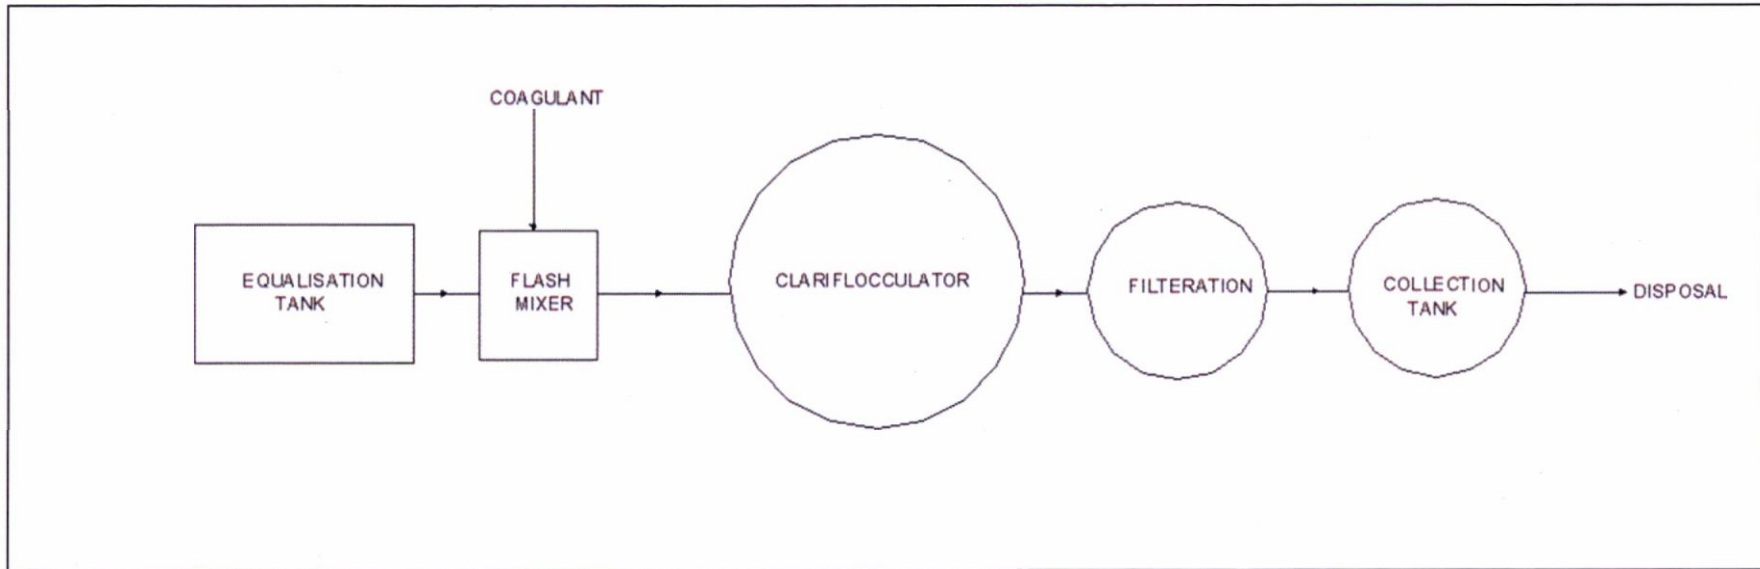 COAGULANT
EQUALISATION
TANK
FLASH
MIXER
CLARIFLOCCULATOR
FILTERATION
COLLECTION
TANK
DISPOSAL